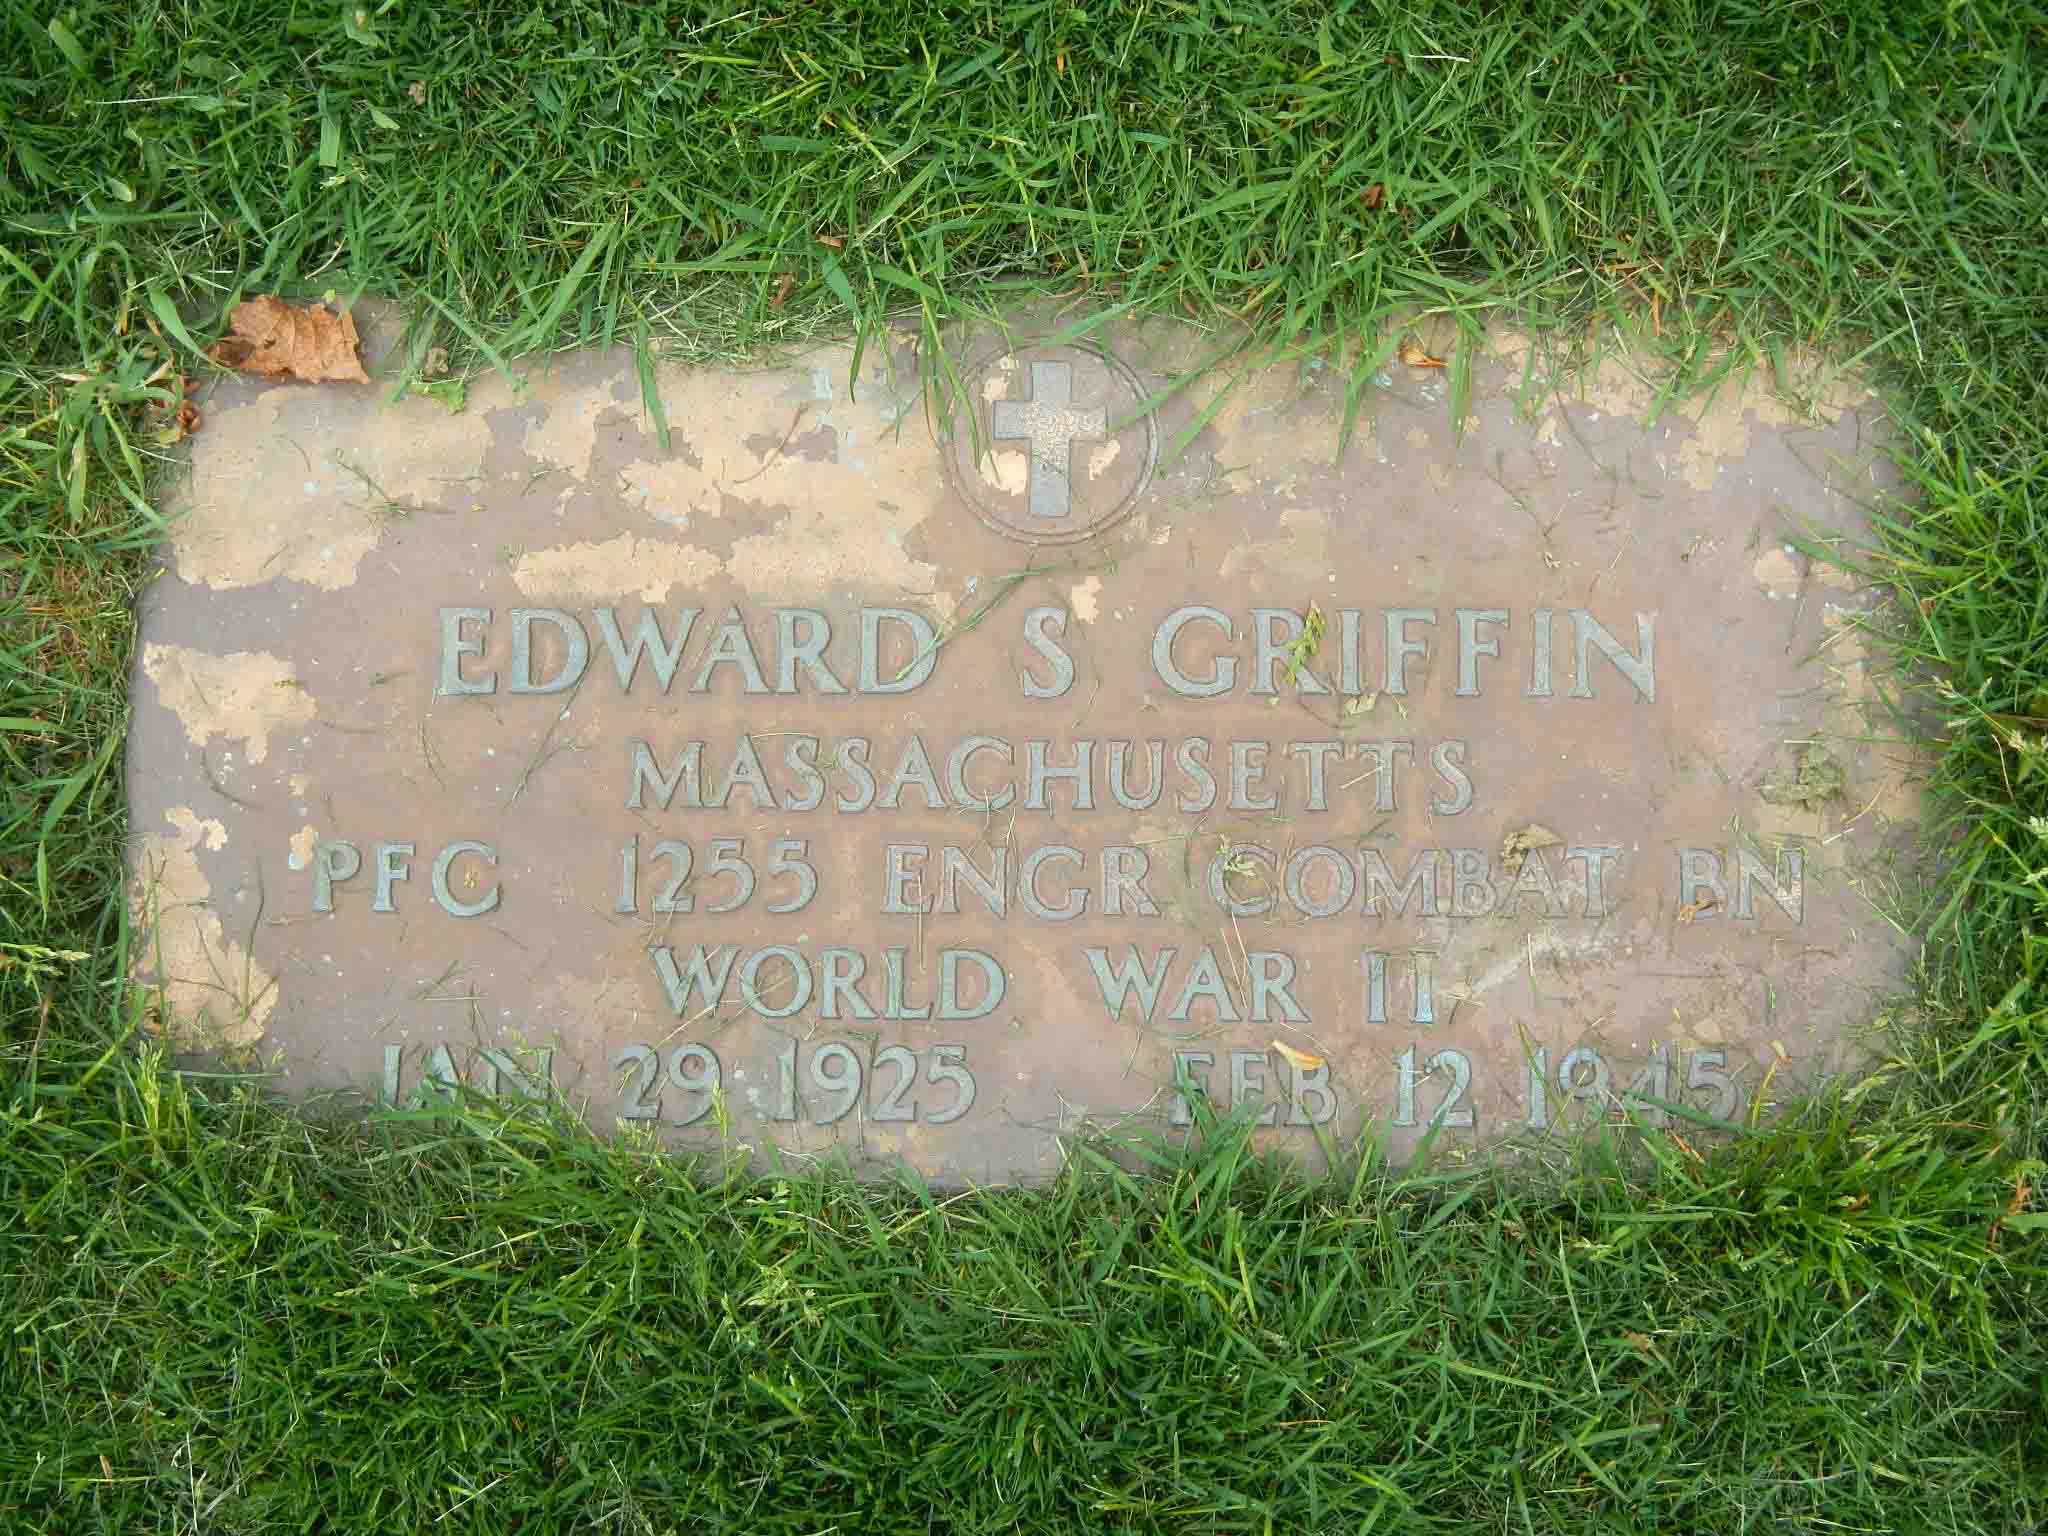 EDWARD S GRIFFIN
MASSACHUSETTS
PFC 1255 ENGR COMBAT BN
WORLD WAR II
JAN 29 1925 FEB 12 1945